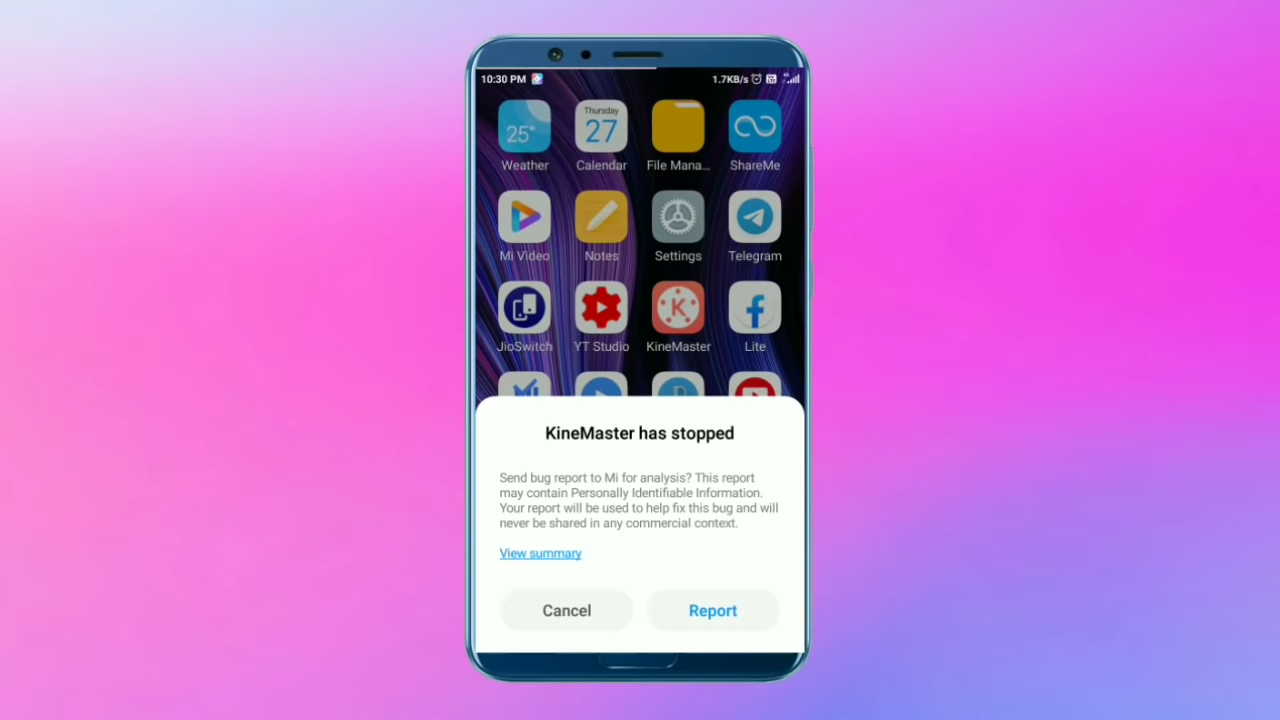 10:30 PM
1.7KB/s
Thursday
25° 27
Weather Calendar File Mana... ShareMe
Mi Video Notes Settings Telegram
K
JioSwitch YT Studio KineMaster Lite
KineMaster has stopped
Send bug report to Mi for analysis? This report
may contain Personally Identifiable Information.
Your report will be used to help fix this bug and will
never be shared in any commercial context.
View summary
Cancel Report